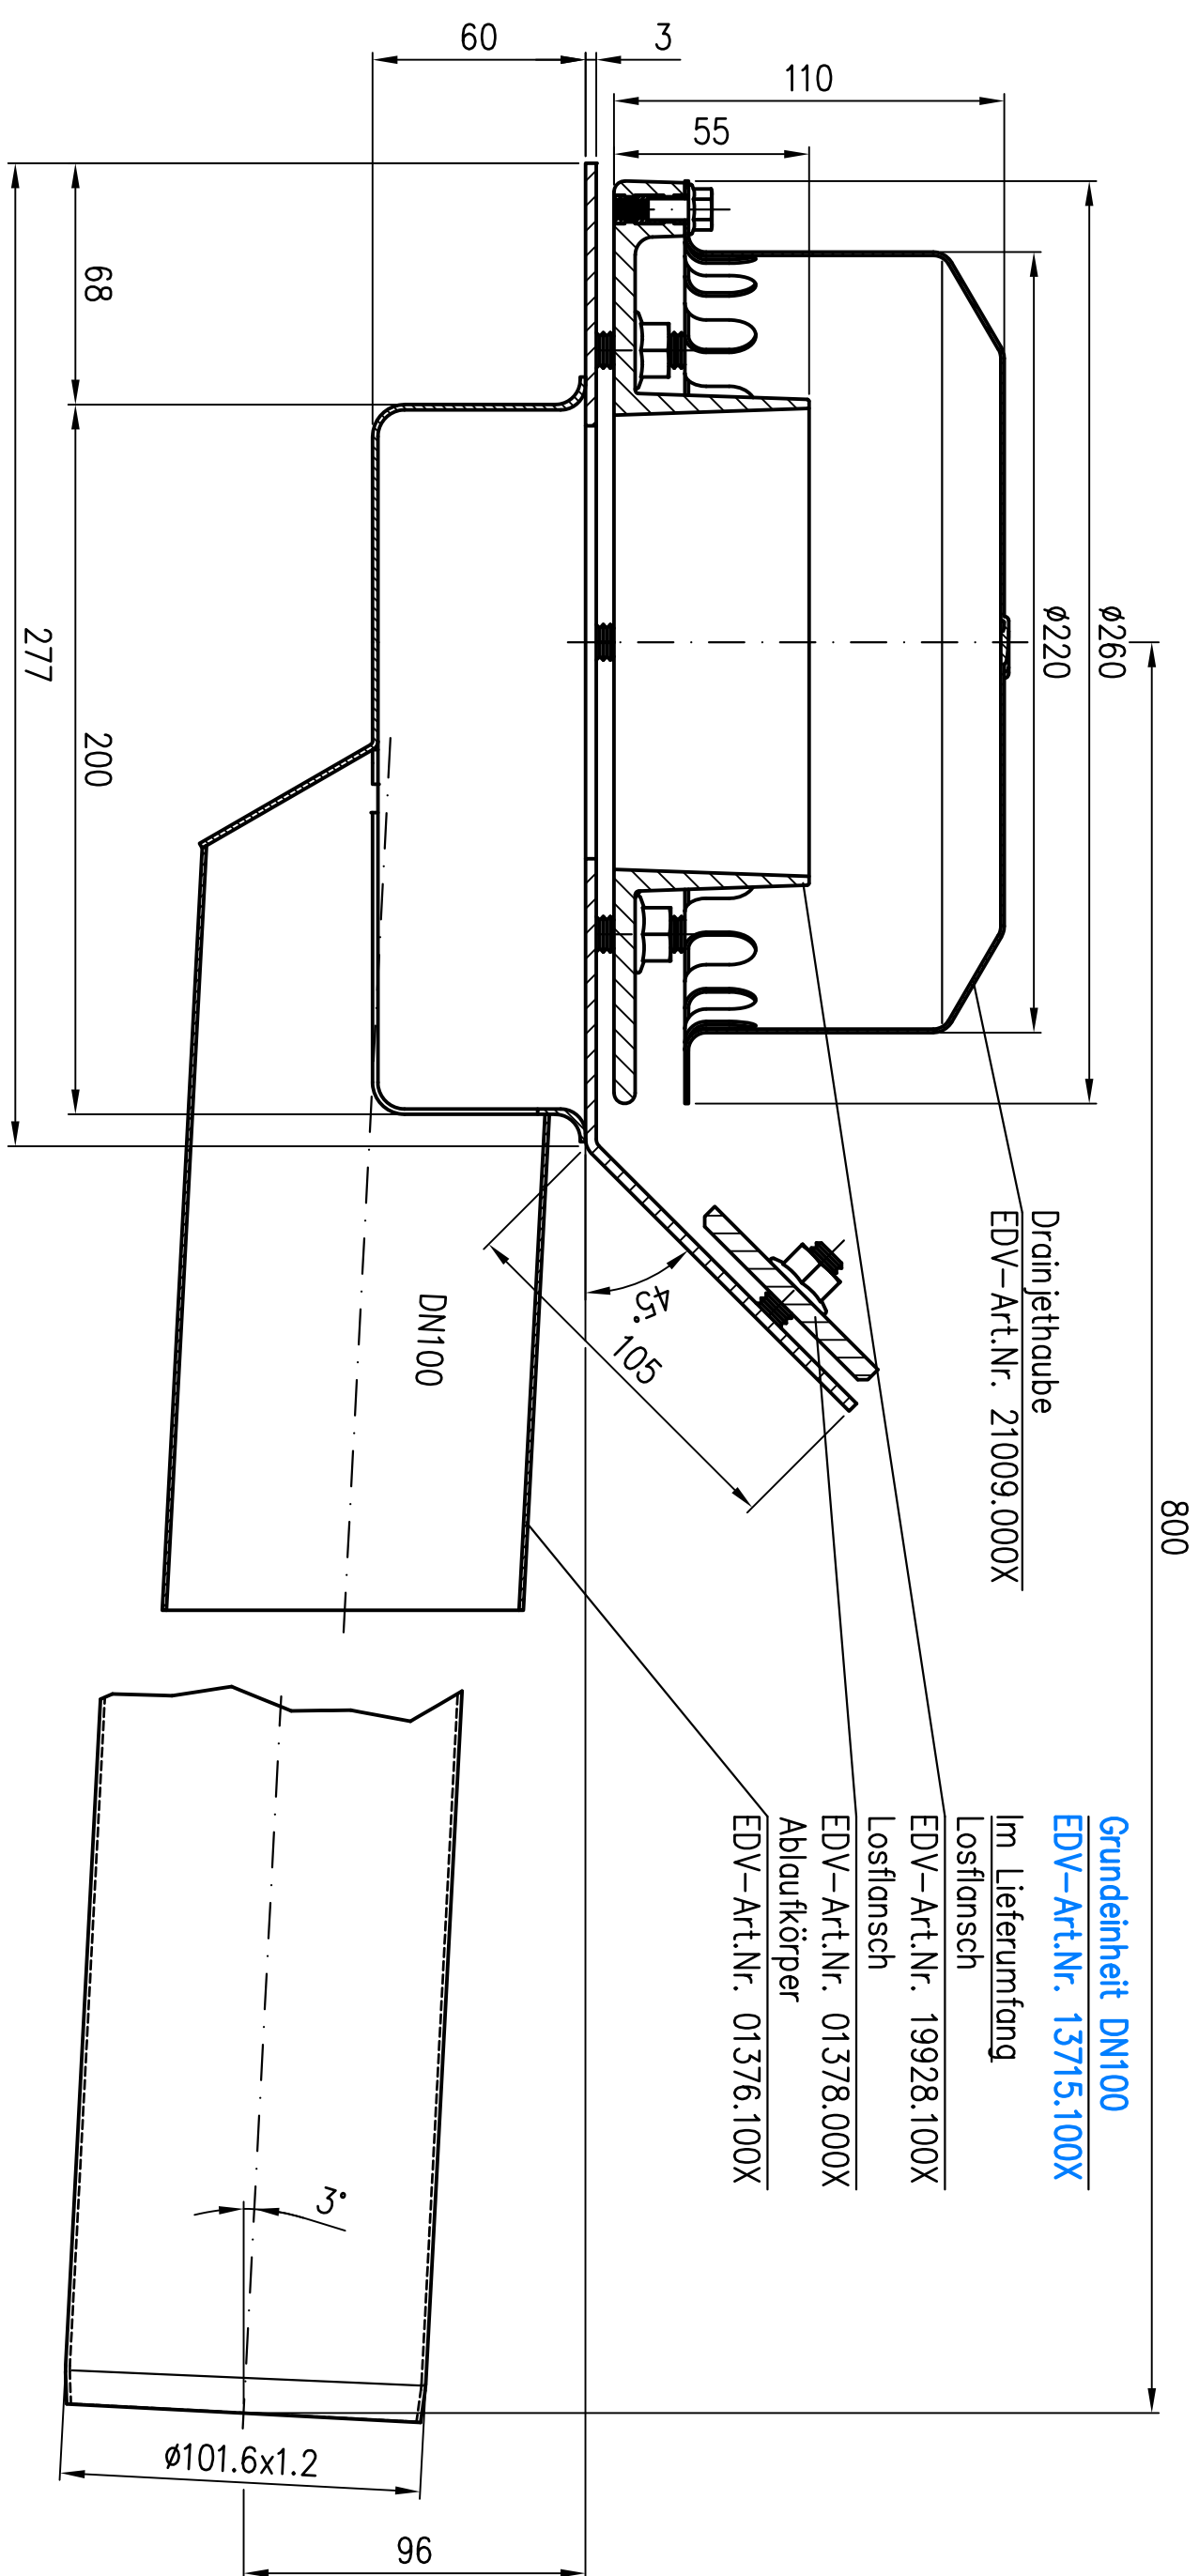 Grundeinheit DN100
EDV-Art.Nr. 13715.100X
Im Lieferumfang
Losflansch
EDV-Art.Nr. 19928.100X
Losflansch
EDV-Art.Nr. 01378.000X
Ablaufkörper
EDV-Art.Nr. 01376.100X
Drainjethaube
EDV-Art.Nr. 21009.000X
800
ø260
ø220
110
55
3
60
68
200
277
45°
105
DN100
3°
ø101.6x1.2
96